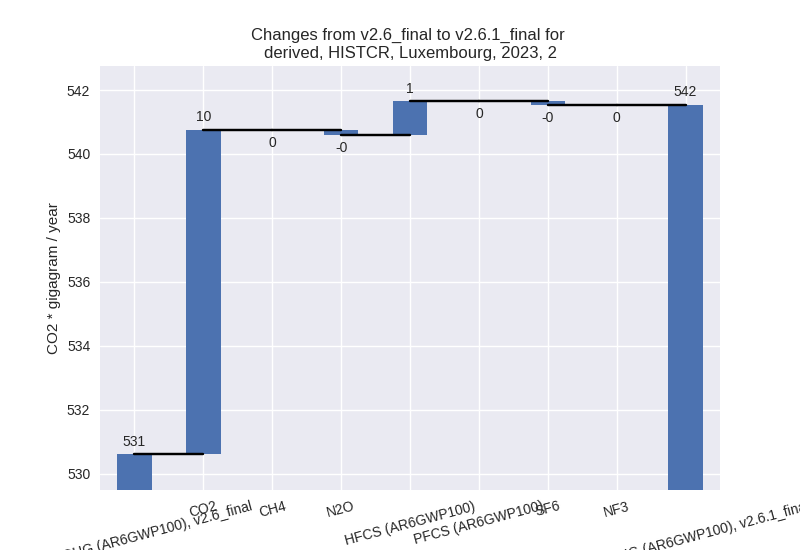 Changes from v2.6_final to v2.6.1_final for
derived, HISTCR, Luxembourg, 2023, 2
CO2 * gigagram / year
542
540
538
536
534
532
530
531
10
0
-0
1
0
-0
0
542
(AR6GWP100), v2.6_final
CO2
CH4
N2O
HFCS (AR6GWP100)
PFCS (AR6GWP100)
SF6
NF3
(AR6GWP100), v2.6.1_fina